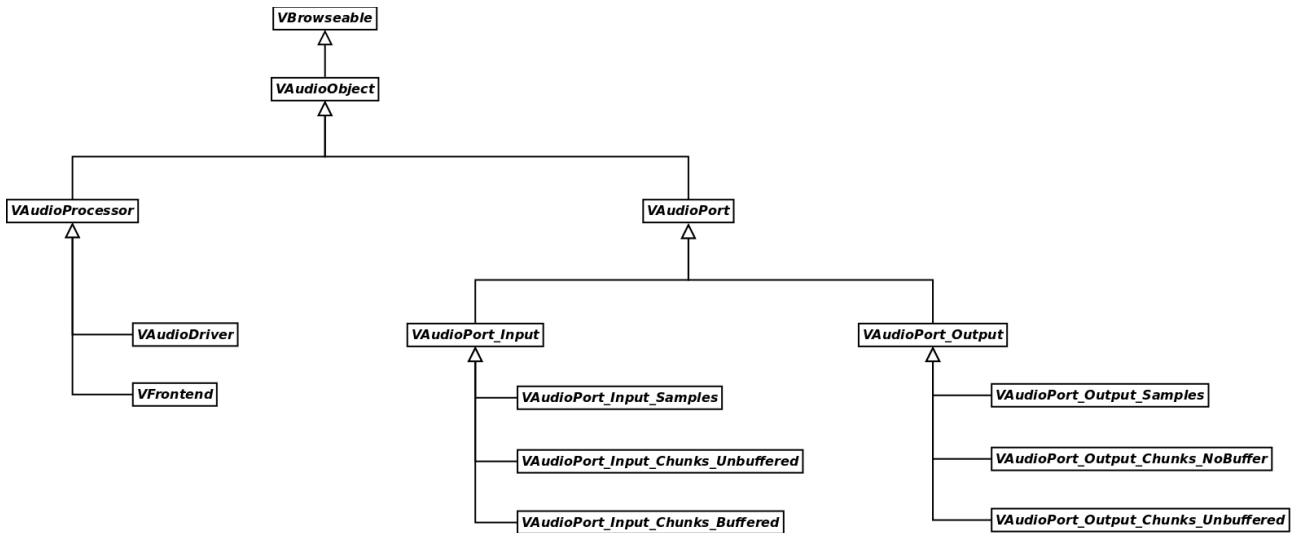 VBrowseable
VAudioObject
VAudioProcessor
VAudioPort
VAudioDriver
VAudioPort_Input
VAudioPort_Output
VFrontend
VAudioPort_Input_Samples
VAudioPort_Output_Samples
VAudioPort_Input_Chunks_Unbuffered
VAudioPort_Output_Chunks_NoBuffer
VAudioPort_Input_Chunks_Buffered
VAudioPort_Output_Chunks_Unbuffered